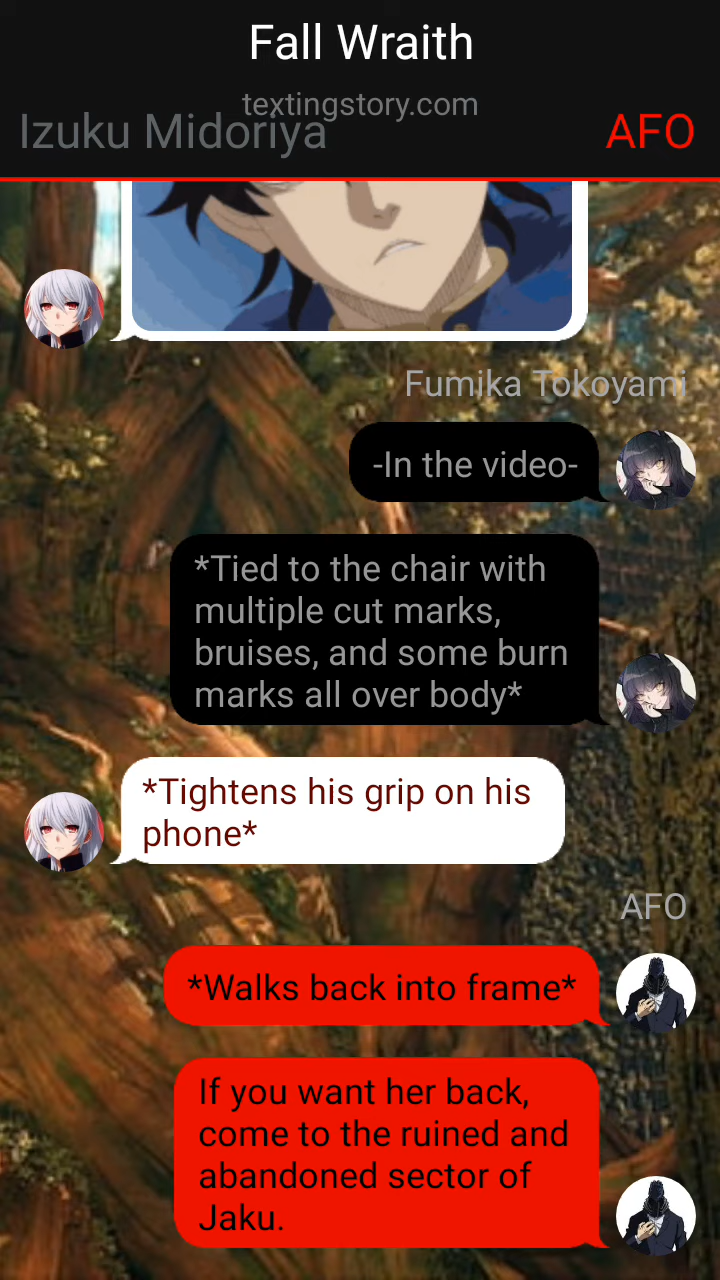 Fall Wraith
textingstory.com
Izuku Midoriya
AFO
Fumika Tokoyami
-In the video-
*Tied to the chair with
multiple cut marks,
bruises, and some burn
marks all over body*
*Tightens his grip on his
phone*
AFO
*Walks back into frame*
If you want her back,
come to the ruined and
abandoned sector of
Jaku.